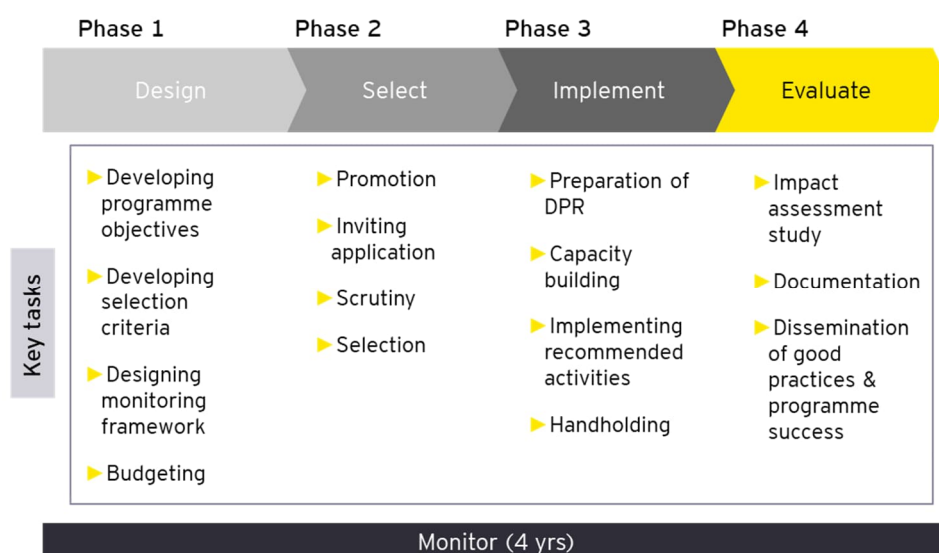 Phase 1
Phase 2
Phase 3
Phase 4
Design
Select
Implement
Evaluate
Key tasks
Developing
programme
objectives
Developing
selection
criteria
Designing
monitoring
framework
Budgeting
Promotion
Inviting
application
Scrutiny
Selection
Preparation of
DPR
Capacity
building
Implementing
recommended
activities
Handholding
Impact
assessment
study
Documentation
Dissemination
of good
practices &
programme
success
Monitor (4 yrs)